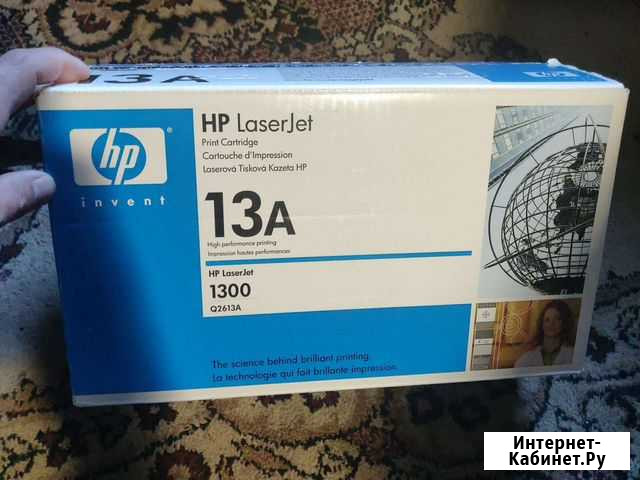 13A
hp
invent
HP LaserJet
Print Cartridge
Cartouche d'Impression
Laserová Tisková Kazeta HP
13A
High performance printing
Impression hautes performances
HP LaserJet
1300
Q2613A
The science behind brilliant printing.
La technologie qui fait brillante impression.
Интернет-
Кабинет.Ру